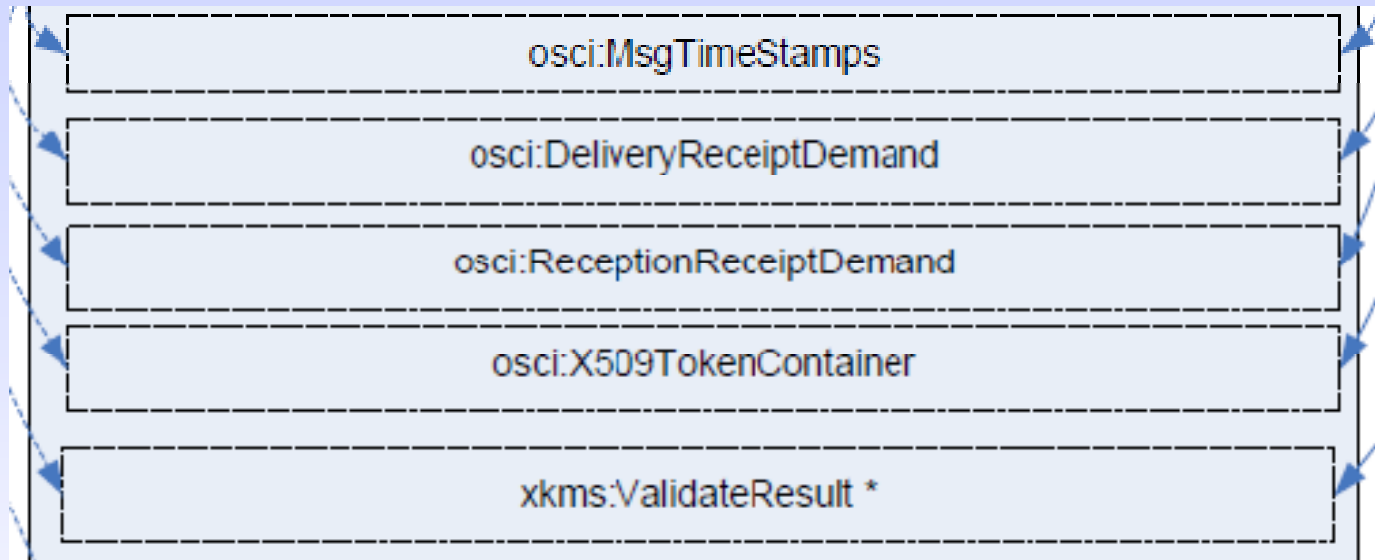 osci:MsgTimeStamps
osci:DeliveryReceiptDemand
osci:ReceptionReceiptDemand
osci:X509TokenContainer
xkms:ValidateResult *